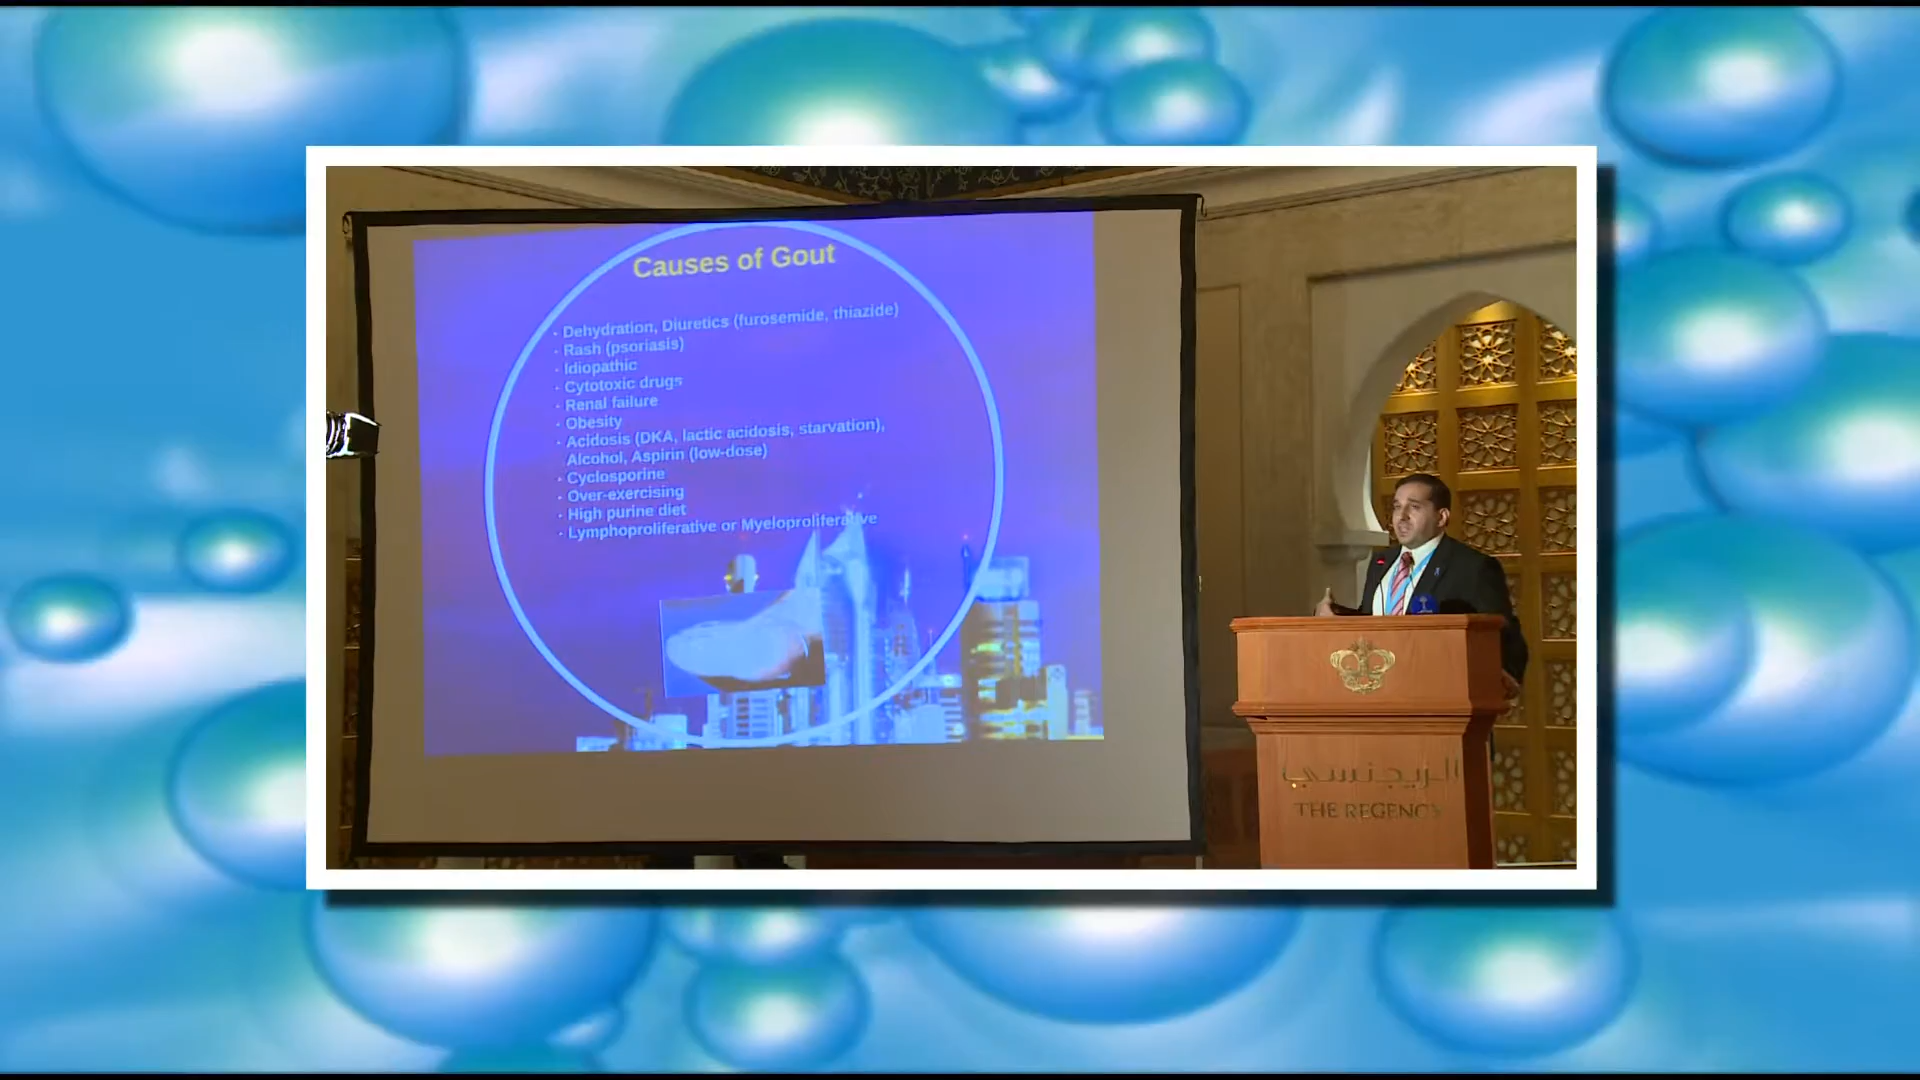 Causes of Gout
· Dehydration, Diuretics (furosemide, thiazide)
· Rash (psoriasis)
· Idiopathic
· Cytotoxic drugs
· Renal failure
· Obesity
· Acidosis (DKA, lactic acidosis, starvation),
Alcohol, Aspirin (low-dose)
· Cyclosporine
· Over-exercising
· High purine diet
· Lymphoproliferative or Myeloproliferative
الريجنسي
THE REGENCY